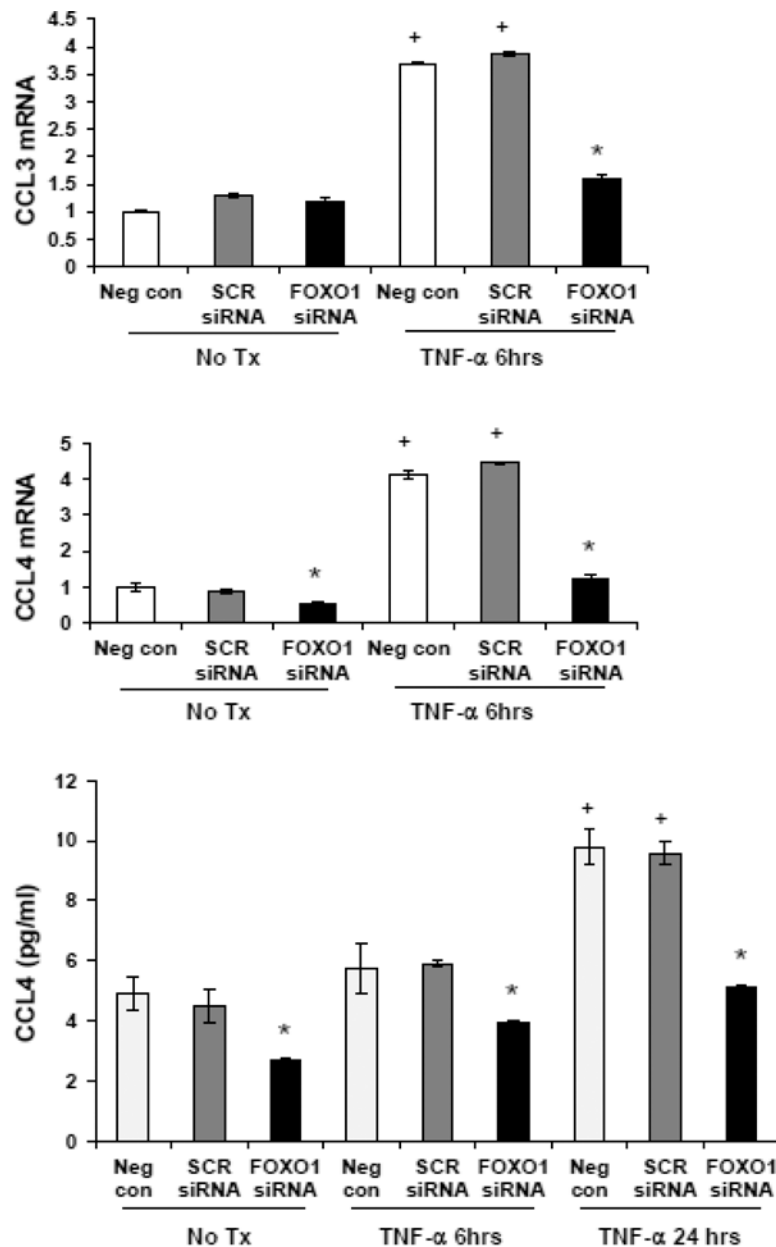 CCL3 mRNA
4.5
4
3.5
3
2.5
2
1.5
1
0.5
0
+ +
*
Neg con SCR FOXO1 Neg con SCR FOXO1
siRNA siRNA siRNA siRNA
No Tx TNF-α 6hrs
CCL4 mRNA
5
4
3
2
1
0
+ +
* *
Neg con SCR FOXO1 Neg con SCR FOXO1
siRNA siRNA siRNA siRNA
No Tx TNF-α 6hrs
CCL4 (pg/ml)
12
10
8
6
4
2
0
+ +
* * *
Neg SCR FOXO1 Neg SCR FOXO1 Neg SCR FOXO1
con siRNA siRNA con siRNA siRNA con siRNA siRNA
No Tx TNF-α 6hrs TNF-α 24 hrs